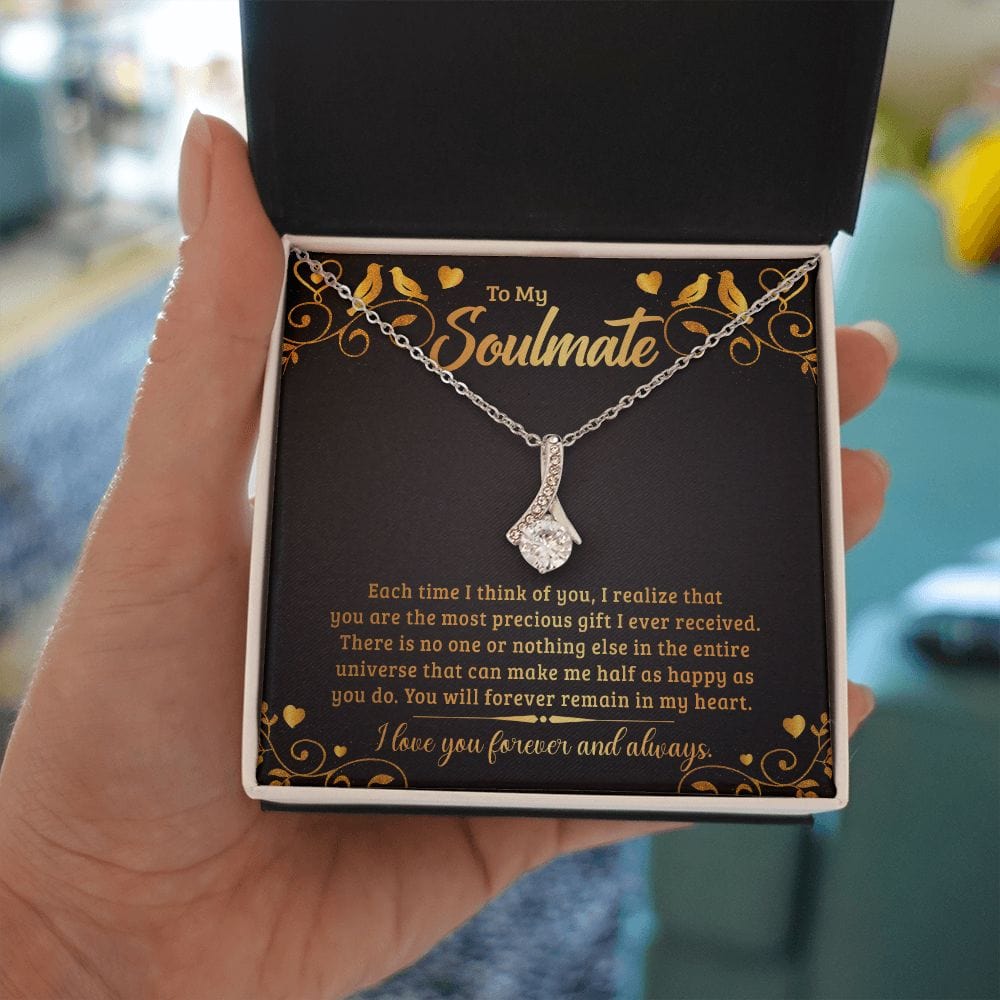 To My
Soulmate
Each time I think of you, I realize that
you are the most precious gift I ever received.
There is no one or nothing else in the entire
universe that can make me half as happy as
you do. You will forever remain in my heart.
I love you forever and always.